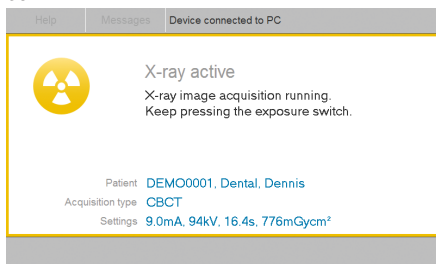 Help Messages Device connected to PC
X-ray active
X-ray image acquisition running.
Keep pressing the exposure switch.
Patient DEMO0001, Dental, Dennis
Acquisition type CBCT
Settings 9.0mA, 94kV, 16.4s, 776mGycm²